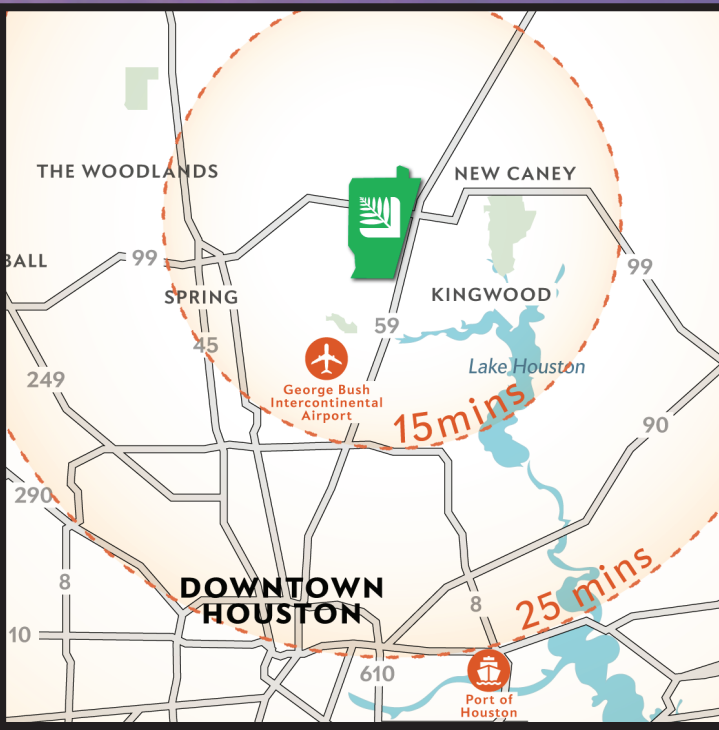 THE WOODLANDS
NEW CANEY
BALL
99
99
SPRING
KINGWOOD
59
45
Lake Houston
George Bush
Intercontinental
Airport
249
15mins
90
290
8
DOWNTOWN
HOUSTON
8
25 mins
10
610
Port of
Houston